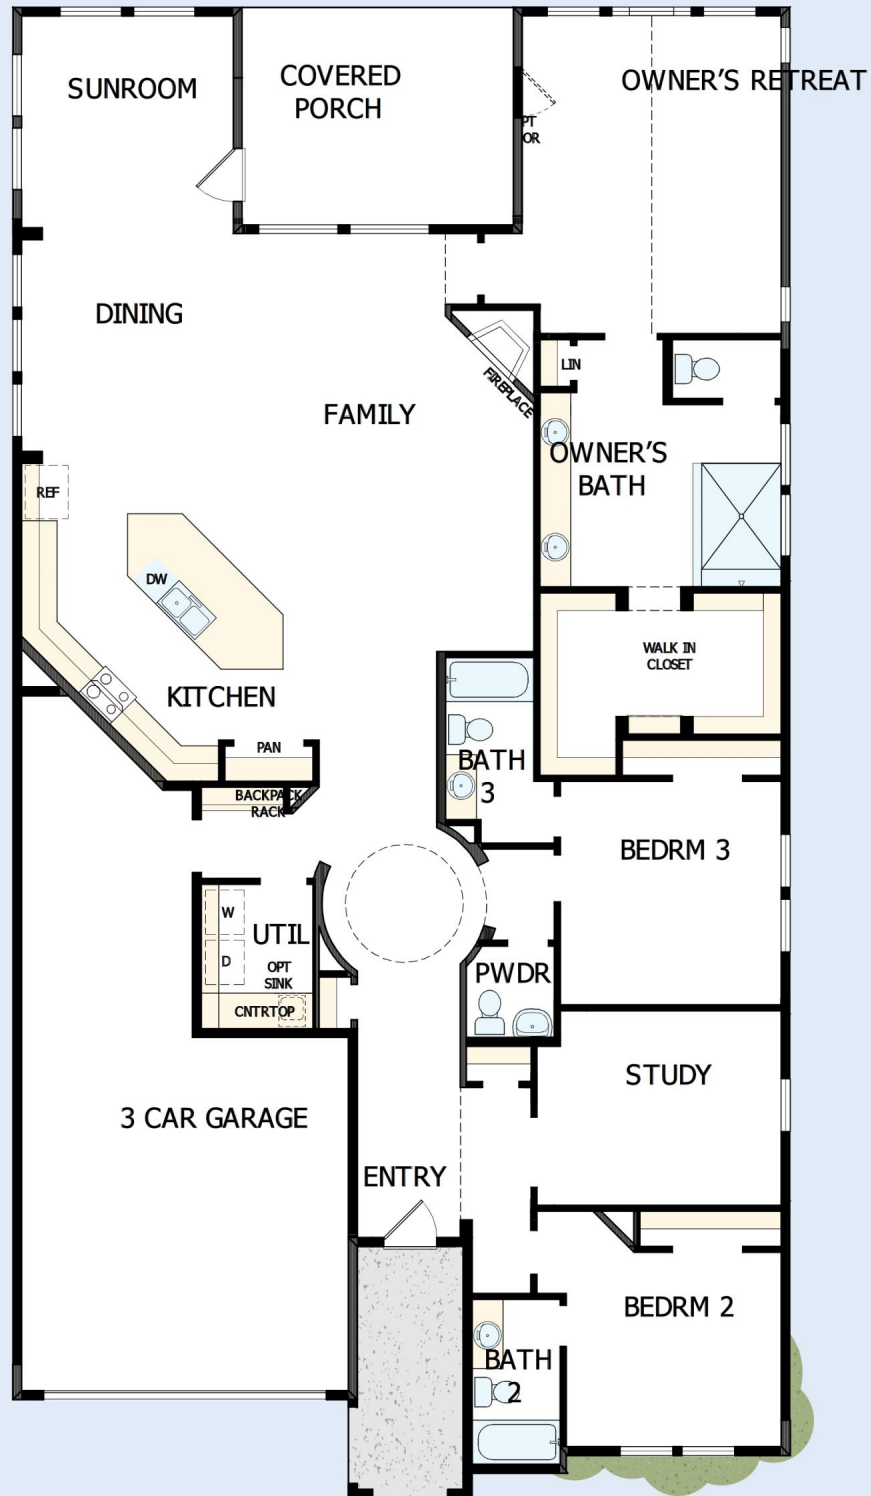 SUNROOM
COVERED
PORCH
OWNER'S RETREAT
PT
OR
DINING
FAMILY
FIREPLACE
LIN
OWNER'S
BATH
REF
DW
KITCHEN
PAN
WALK IN
CLOSET
BACKPACK
RACK
BATH
3
BEDRM 3
W
D
UTIL
OPT
SINK
CNTRTOP
PWDR
STUDY
3 CAR GARAGE
ENTRY
BEDRM 2
BATH
2